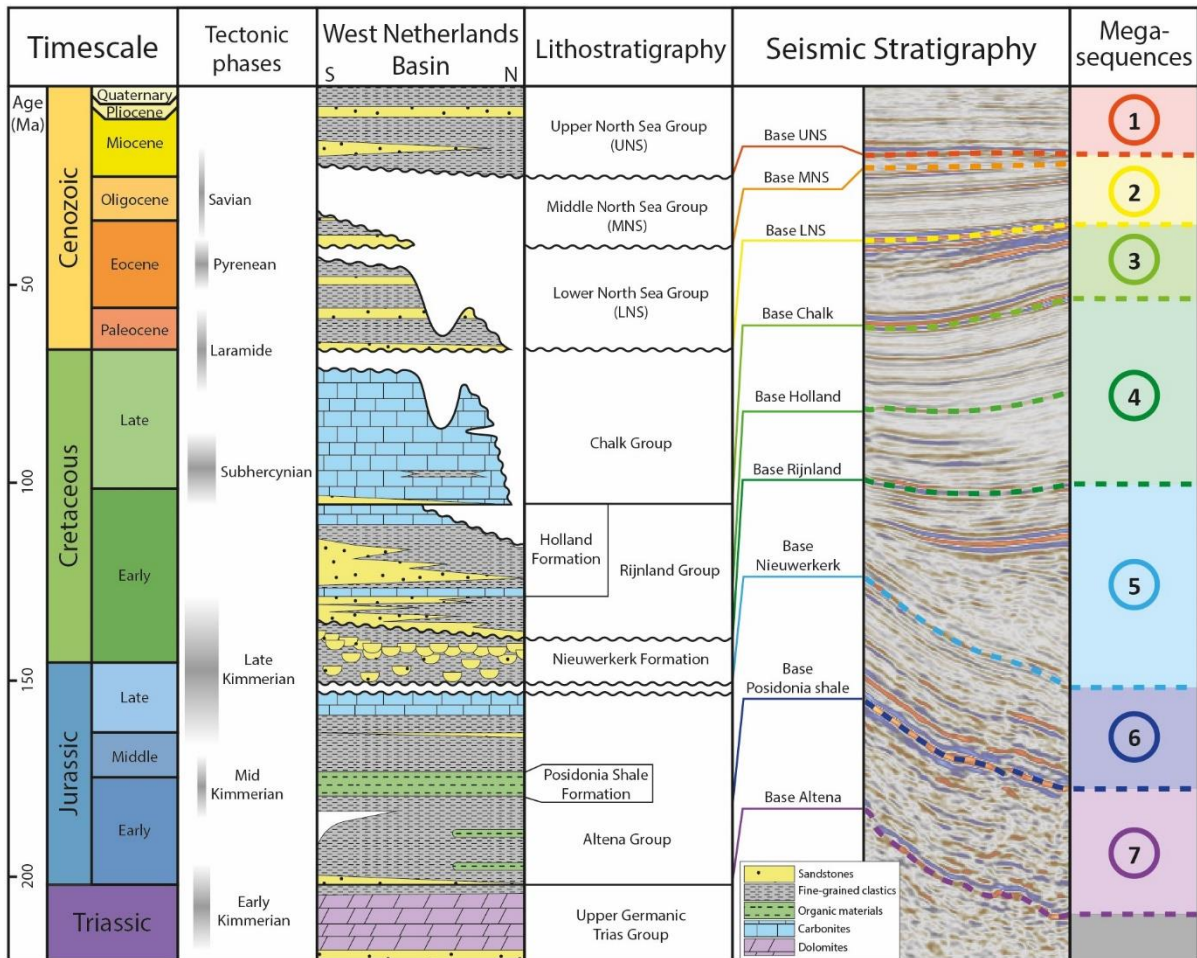 Timescale
Tectonic
phases
West Netherlands
Basin
S
N
Lithostratigraphy
Seismic Stratigraphy
Mega-
sequences
Age
(Ma)
50
100
150
200
Cenozoic
Cretaceous
Jurassic
Triassic
Quaternary
Pliocene
Miocene
Oligocene
Eocene
Paleocene
Late
Early
Late
Middle
Early
Savian
Pyrenean
Laramide
Subhercynian
Late
Kimmerian
Mid
Kimmerian
Early
Kimmerian
Upper North Sea Group
(UNS)
Middle North Sea Group
(MNS)
Lower North Sea Group
(LNS)
Chalk Group
Holland
Formation
Rijnland Group
Nieuwerkerk Formation
Posidonia Shale
Formation
Altena Group
Upper Germanic
Trias Group
Base UNS
Base MNS
Base LNS
Base Chalk
Base Holland
Base Rijnland
Base
Nieuwerkerk
Base
Posidonia shale
Base Altena
Sandstones
Fine-grained clastics
Organic materials
Carbonites
Dolomites
1
2
3
4
5
6
7